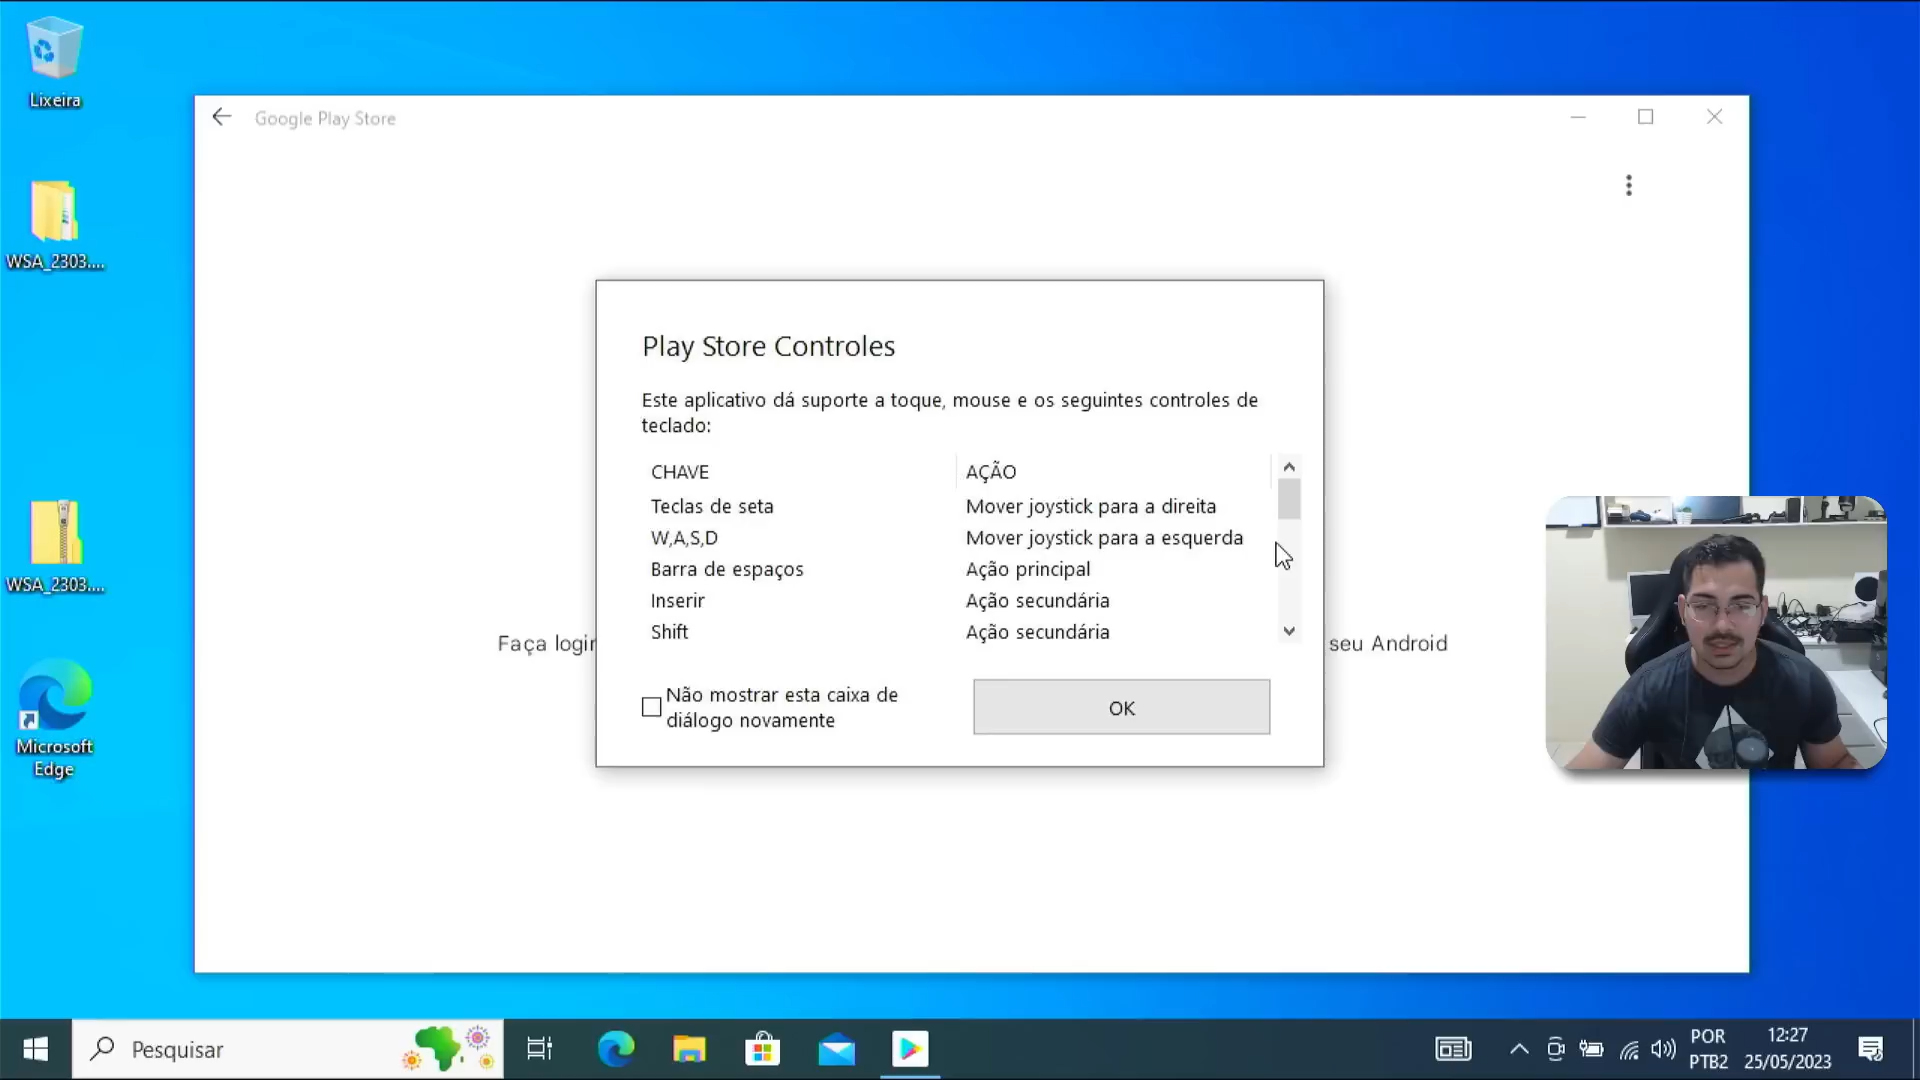 Lixeira
WSA_2303....
WSA_2303....
Microsoft
Edge
Google Play Store
Play Store Controles
Este aplicativo dá suporte a toque, mouse e os seguintes controles de
teclado:
CHAVE AÇÃO
Teclas de seta Mover joystick para a direita
W,A,S,D Mover joystick para a esquerda
Barra de espaços Ação principal
Inserir Ação secundária
Shift Ação secundária
Faça login seu Android
Não mostrar esta caixa de
diálogo novamente
OK
Pesquisar
POR
PTB2
12:27
25/05/2023